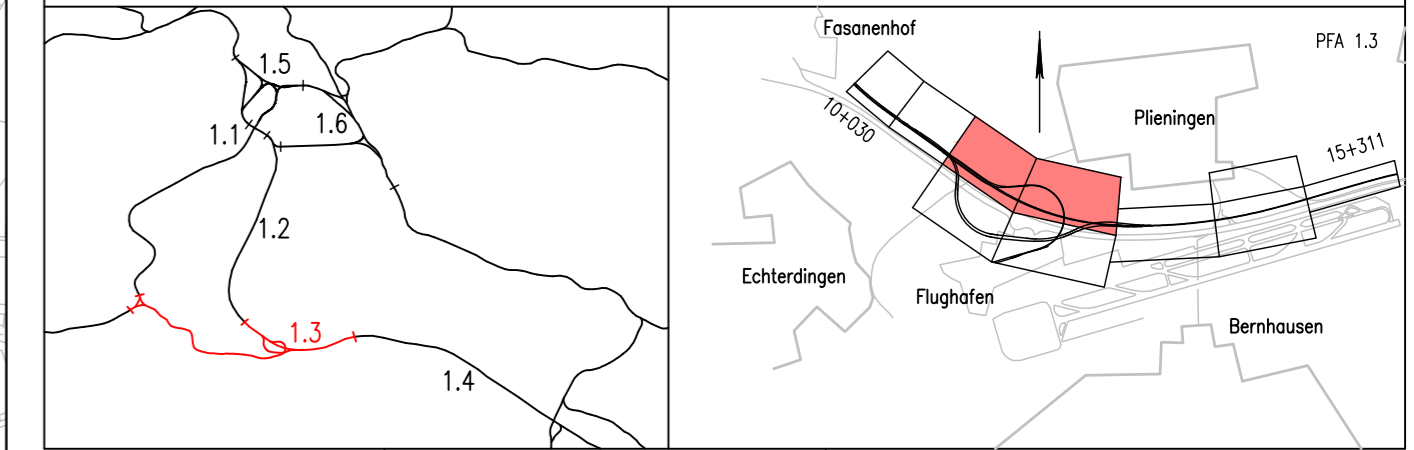 1.5
1.1
1.6
1.2
1.3
1.4
Fasanenhof
PFA 1.3
10+030
Plieningen
15+311
Echterdingen
Flughafen
Bernhausen